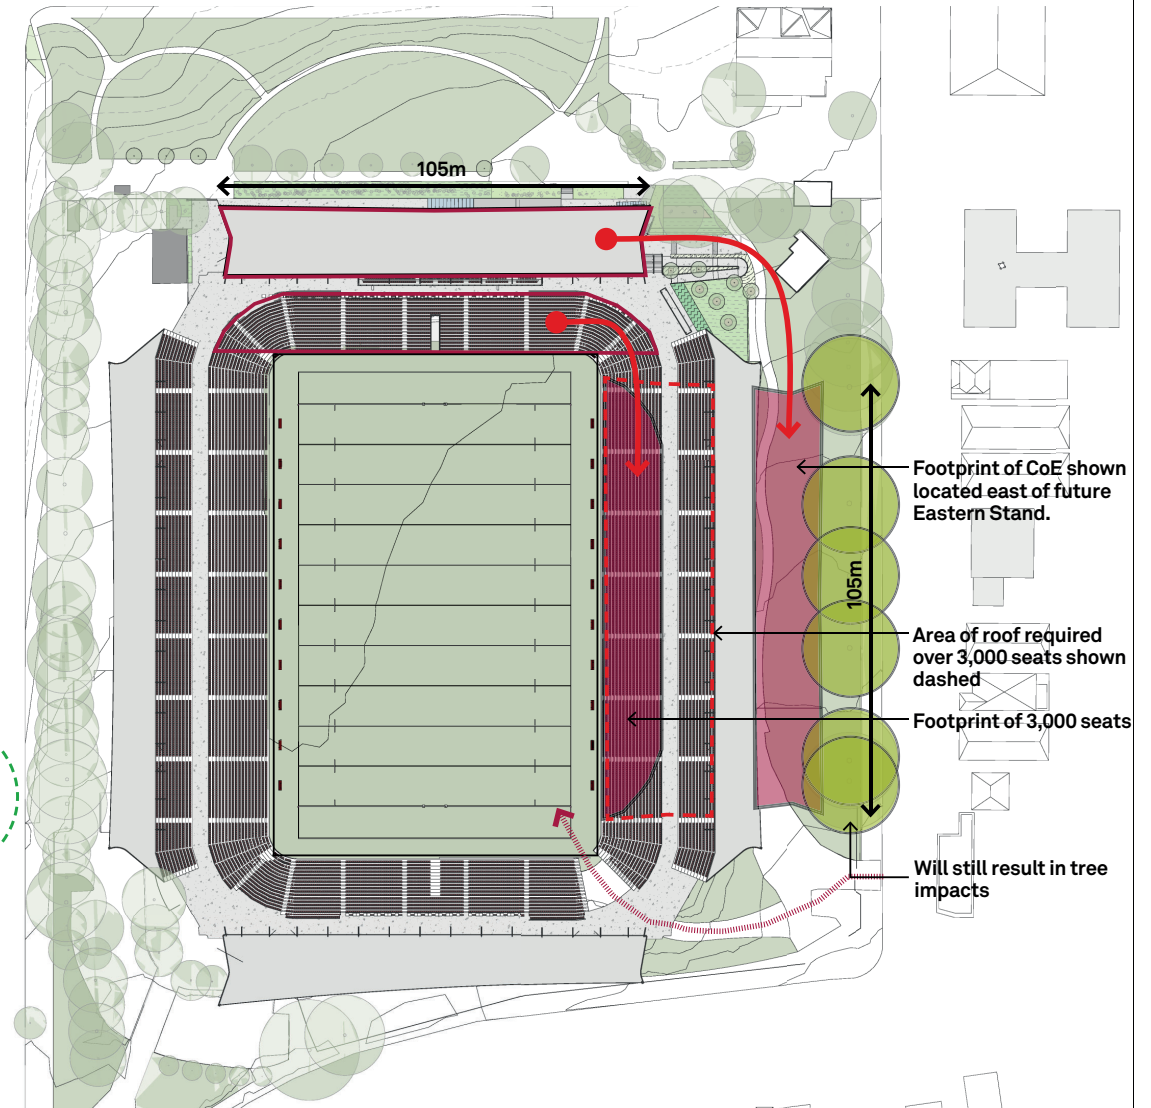 105m
Footprint of CoE shown
located east of future
Eastern Stand.
105m
Area of roof required
over 3,000 seats shown
dashed
Footprint of 3,000 seats
Will still result in tree
impacts